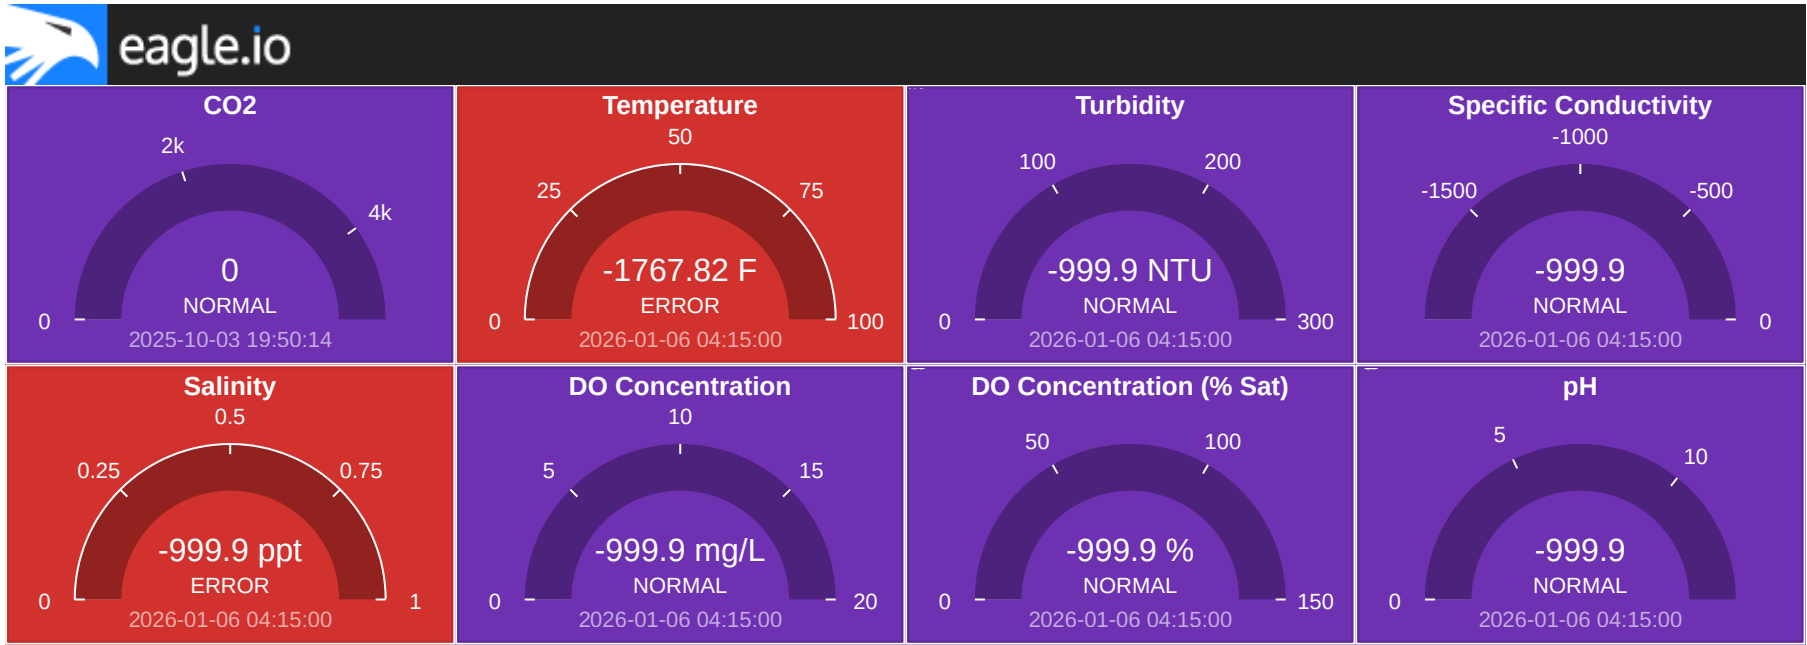 eagle.io
CO2
2k
4k
0
0
NORMAL
2025-10-03 19:50:14
Temperature
50
25
75
-1767.82 F
ERROR
0
100
2026-01-06 04:15:00
Turbidity
100
200
-999.9 NTU
NORMAL
0
300
2026-01-06 04:15:00
Specific Conductivity
-1000
-1500
-500
-999.9
NORMAL
0
2026-01-06 04:15:00
Salinity
0.5
0.25
0.75
-999.9 ppt
ERROR
0
1
2026-01-06 04:15:00
DO Concentration
10
5
15
-999.9 mg/L
NORMAL
0
20
2026-01-06 04:15:00
DO Concentration (% Sat)
50
100
-999.9 %
NORMAL
0
150
2026-01-06 04:15:00
pH
5
10
-999.9
NORMAL
0
2026-01-06 04:15:00